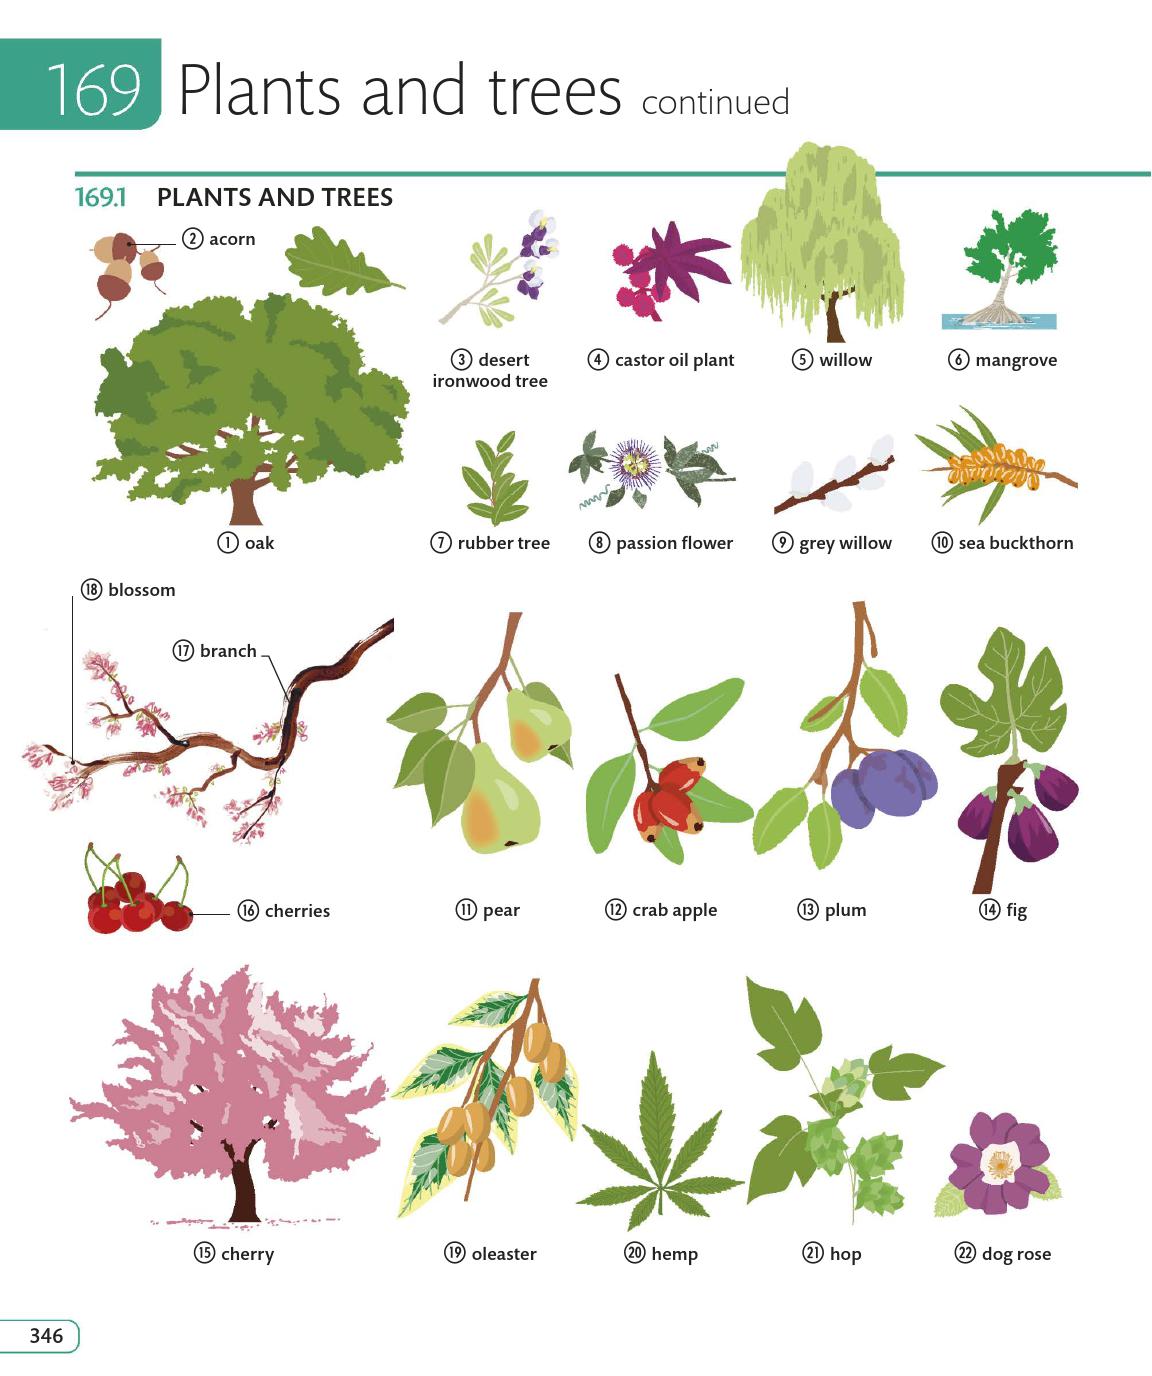 169 Plants and trees continued
169.1 PLANTS AND TREES
② acorn
③ desert
ironwood tree
④ castor oil plant
⑤ willow
⑥ mangrove
① oak
⑦ rubber tree
⑧ passion flower
⑨ grey willow
⑩ sea buckthorn
⑱ blossom
⑰ branch
⑯ cherries
⑪ pear
⑫ crab apple
⑬ plum
⑭ fig
⑮ cherry
⑲ oleaster
⑳ hemp
㉑ hop
㉒ dog rose
346